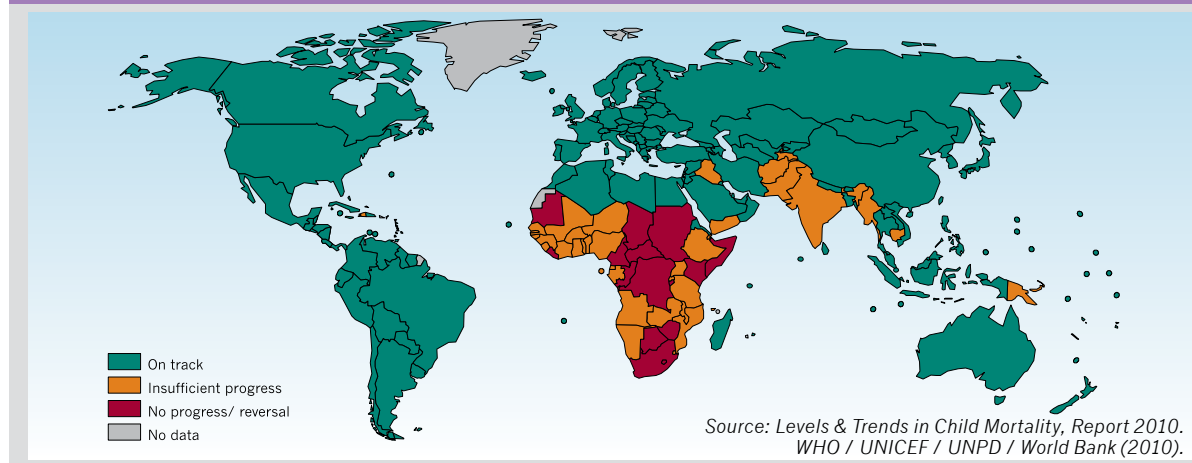 On track
Insufficient progress
No progress/ reversal
No data
Source: Levels & Trends in Child Mortality, Report 2010.
WHO / UNICEF / UNPD / World Bank (2010).